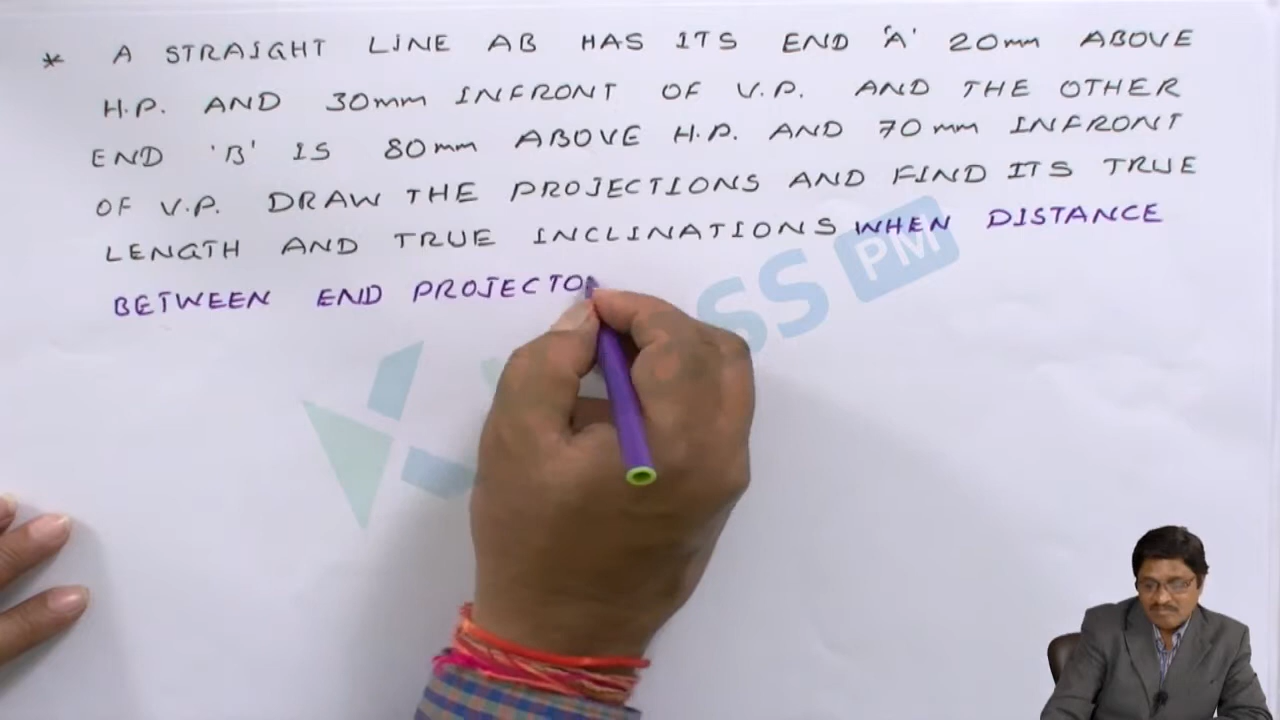 * A STRAIGHT LINE AB HAS ITS END 'A' 20mm ABOVE
H.P. AND 30mm INFRONT OF V.P. AND THE OTHER
END 'B' IS 80mm ABOVE H.P. AND 70mm INFRONT
OF V.P. DRAW THE PROJECTIONS AND FIND ITS TRUE
LENGTH AND TRUE INCLINATIONS WHEN DISTANCE
BETWEEN END PROJECTO
SS PM